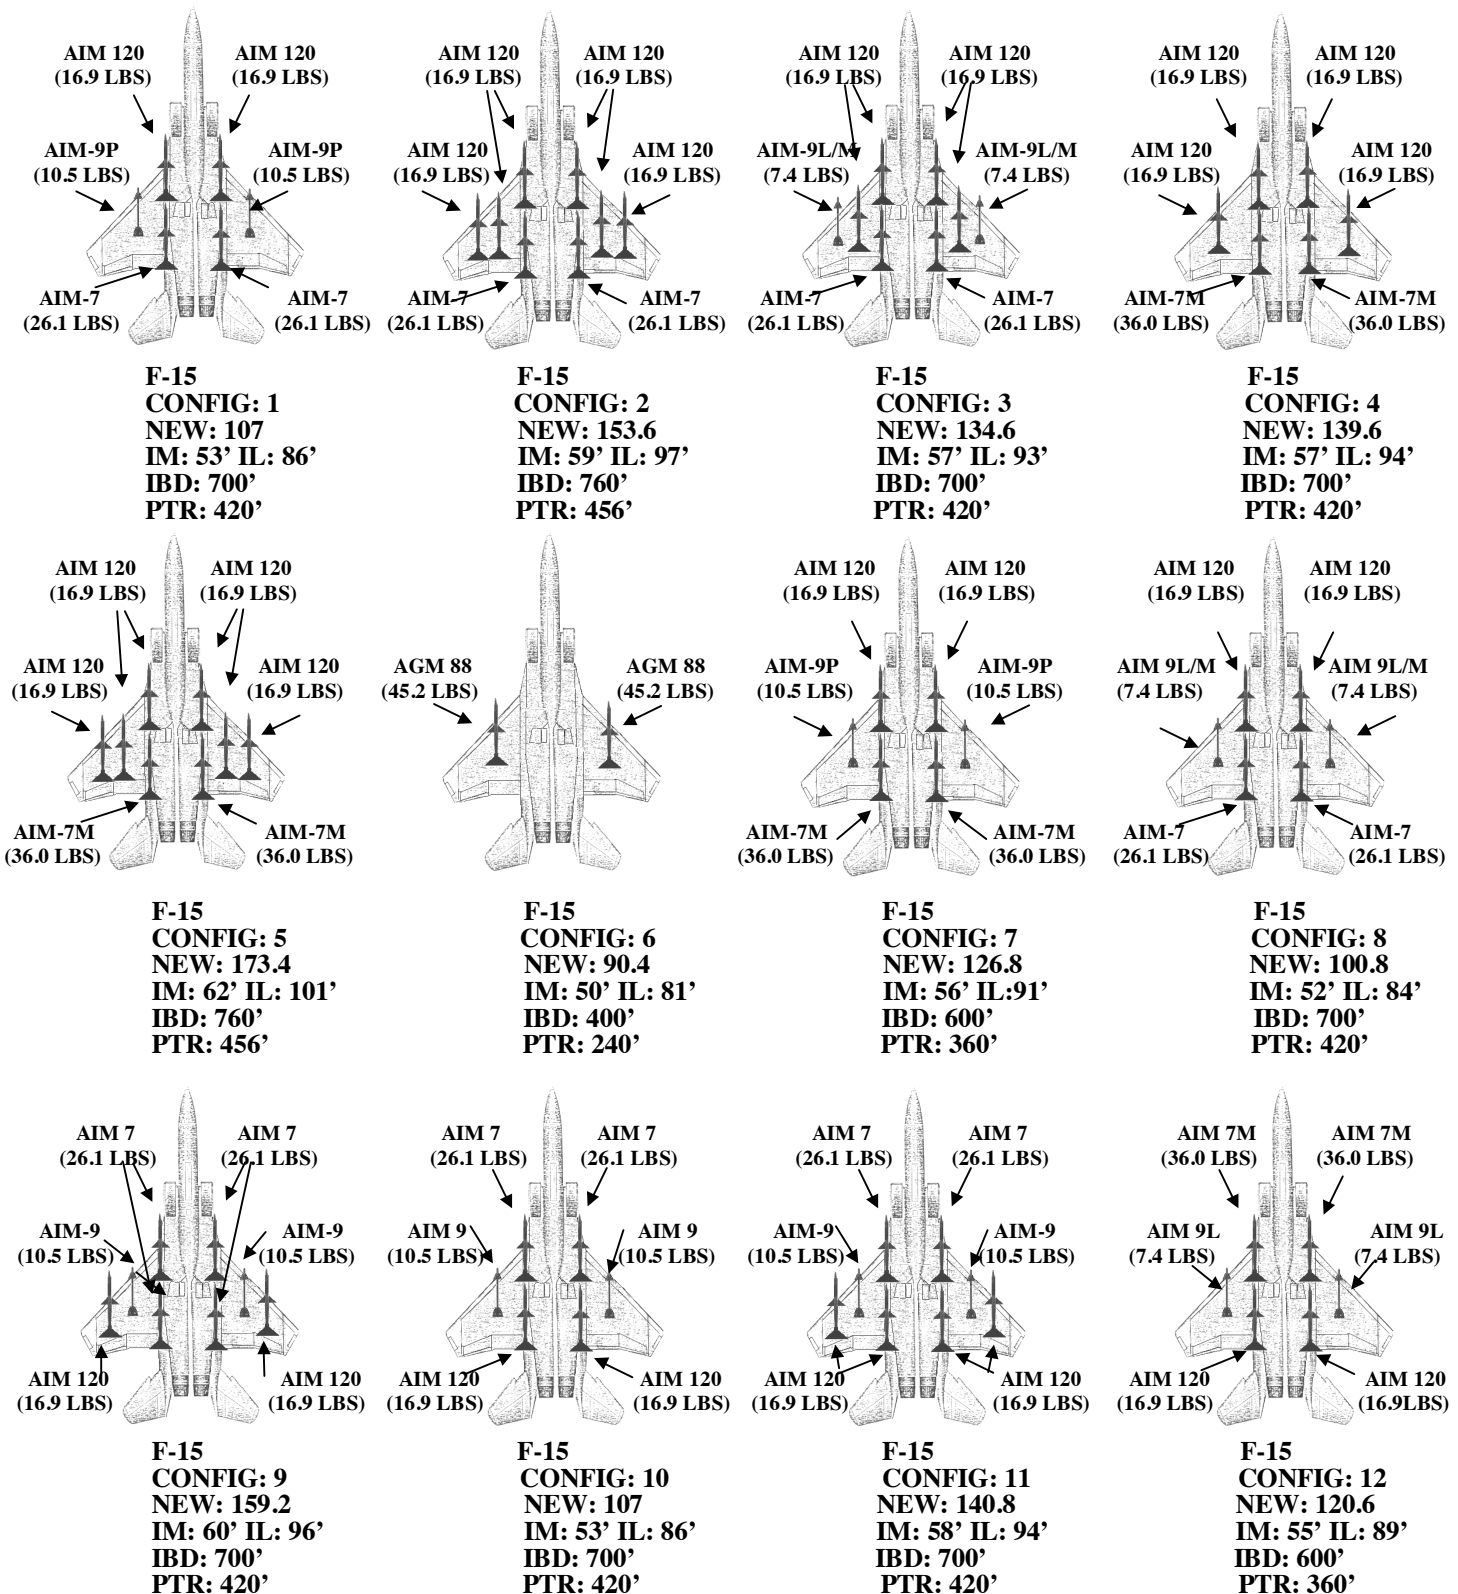 AIM 120
(16.9 LBS)
AIM 120
(16.9 LBS)
AIM-9P
(10.5 LBS)
AIM-9P
(10.5 LBS)
AIM-7
(26.1 LBS)
AIM-7
(26.1 LBS)
F-15
CONFIG: 1
NEW: 107
IM: 53’ IL: 86’
IBD: 700’
PTR: 420’
AIM 120
(16.9 LBS)
AIM 120
(16.9 LBS)
AIM 120
(16.9 LBS)
AIM 120
(16.9 LBS)
AIM-7
(26.1 LBS)
AIM-7
(26.1 LBS)
F-15
CONFIG: 2
NEW: 153.6
IM: 59’ IL: 97’
IBD: 760’
PTR: 456’
AIM 120
(16.9 LBS)
AIM 120
(16.9 LBS)
AIM-9L/M
(7.4 LBS)
AIM-9L/M
(7.4 LBS)
AIM-7
(26.1 LBS)
AIM-7
(26.1 LBS)
F-15
CONFIG: 3
NEW: 134.6
IM: 57’ IL: 93’
IBD: 700’
PTR: 420’
AIM 120
(16.9 LBS)
AIM 120
(16.9 LBS)
AIM 120
(16.9 LBS)
AIM 120
(16.9 LBS)
AIM-7M
(36.0 LBS)
AIM-7M
(36.0 LBS)
F-15
CONFIG: 4
NEW: 139.6
IM: 57’ IL: 94’
IBD: 700’
PTR: 420’
AIM 120
(16.9 LBS)
AIM 120
(16.9 LBS)
AIM 120
(16.9 LBS)
AIM 120
(16.9 LBS)
AIM-7M
(36.0 LBS)
AIM-7M
(36.0 LBS)
F-15
CONFIG: 5
NEW: 173.4
IM: 62’ IL: 101’
IBD: 760’
PTR: 456’
AGM 88
(45.2 LBS)
AGM 88
(45.2 LBS)
F-15
CONFIG: 6
NEW: 90.4
IM: 50’ IL: 81’
IBD: 400’
PTR: 240’
AIM 120
(16.9 LBS)
AIM 120
(16.9 LBS)
AIM-9P
(10.5 LBS)
AIM-9P
(10.5 LBS)
AIM-7M
(36.0 LBS)
AIM-7M
(36.0 LBS)
F-15
CONFIG: 7
NEW: 126.8
IM: 56’ IL:91’
IBD: 600’
PTR: 360’
AIM 120
(16.9 LBS)
AIM 120
(16.9 LBS)
AIM 9L/M
(7.4 LBS)
AIM 9L/M
(7.4 LBS)
AIM-7
(26.1 LBS)
AIM-7
(26.1 LBS)
F-15
CONFIG: 8
NEW: 100.8
IM: 52’ IL: 84’
IBD: 700’
PTR: 420’
AIM 7
(26.1 LBS)
AIM 7
(26.1 LBS)
AIM-9
(10.5 LBS)
AIM-9
(10.5 LBS)
AIM 120
(16.9 LBS)
AIM 120
(16.9 LBS)
F-15
CONFIG: 9
NEW: 159.2
IM: 60’ IL: 96’
IBD: 700’
PTR: 420’
AIM 7
(26.1 LBS)
AIM 7
(26.1 LBS)
AIM 9
(10.5 LBS)
AIM 9
(10.5 LBS)
AIM 120
(16.9 LBS)
AIM 120
(16.9 LBS)
F-15
CONFIG: 10
NEW: 107
IM: 53’ IL: 86’
IBD: 700’
PTR: 420’
AIM 7
(26.1 LBS)
AIM 7
(26.1 LBS)
AIM-9
(10.5 LBS)
AIM-9
(10.5 LBS)
AIM 120
(16.9 LBS)
AIM 120
(16.9 LBS)
F-15
CONFIG: 11
NEW: 140.8
IM: 58’ IL: 94’
IBD: 700’
PTR: 420’
AIM 7M
(36.0 LBS)
AIM 7M
(36.0 LBS)
AIM 9L
(7.4 LBS)
AIM 9L
(7.4 LBS)
AIM 120
(16.9 LBS)
AIM 120
(16.9LBS)
F-15
CONFIG: 12
NEW: 120.6
IM: 55’ IL: 89’
IBD: 600’
PTR: 360’